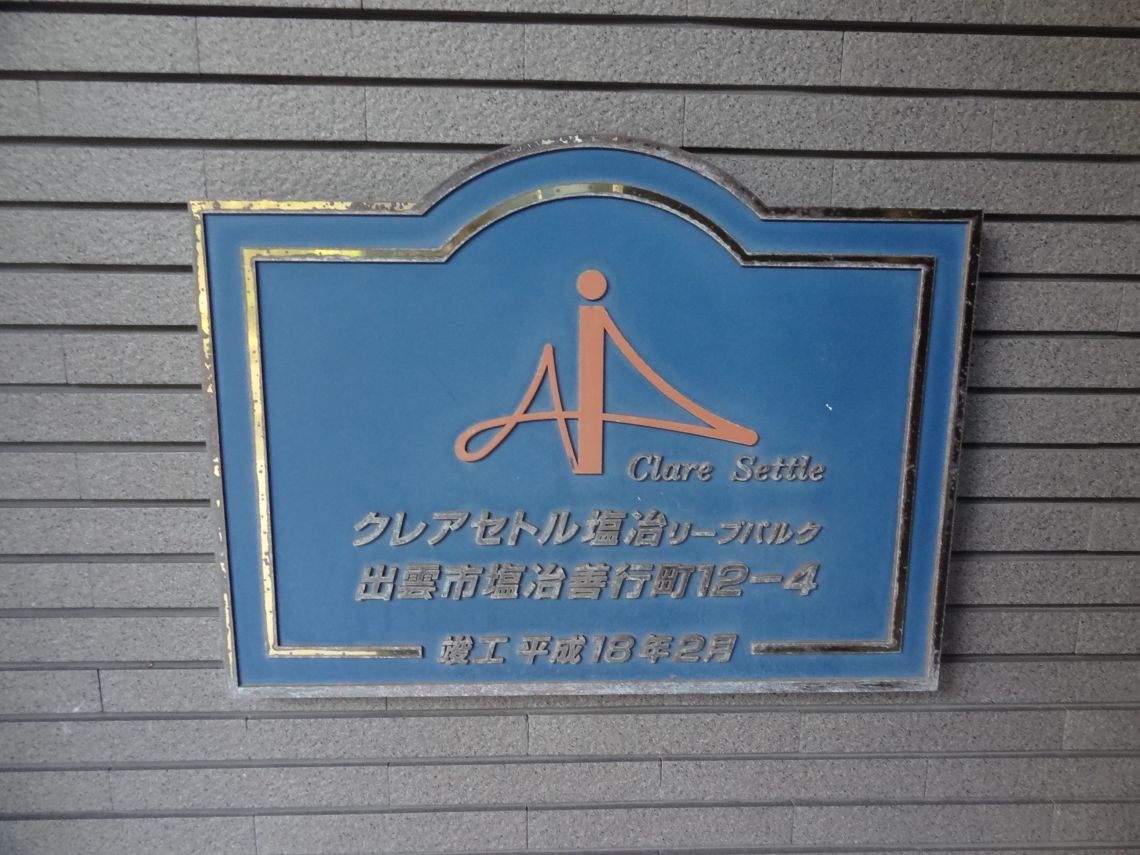 Clare Settle
クレアセトル塩冶リーブパルク
出雲市塩冶善行町12-4
竣工 平成18年2月